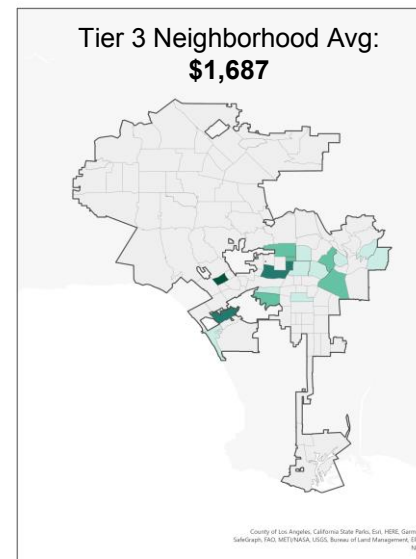 Tier 3 Neighborhood Avg:
$1,687
County of Los Angeles, California State Parks, Esri, HERE,
SafeGraph, FAO, METI/NASA, USGS, Bureau of Land Management,